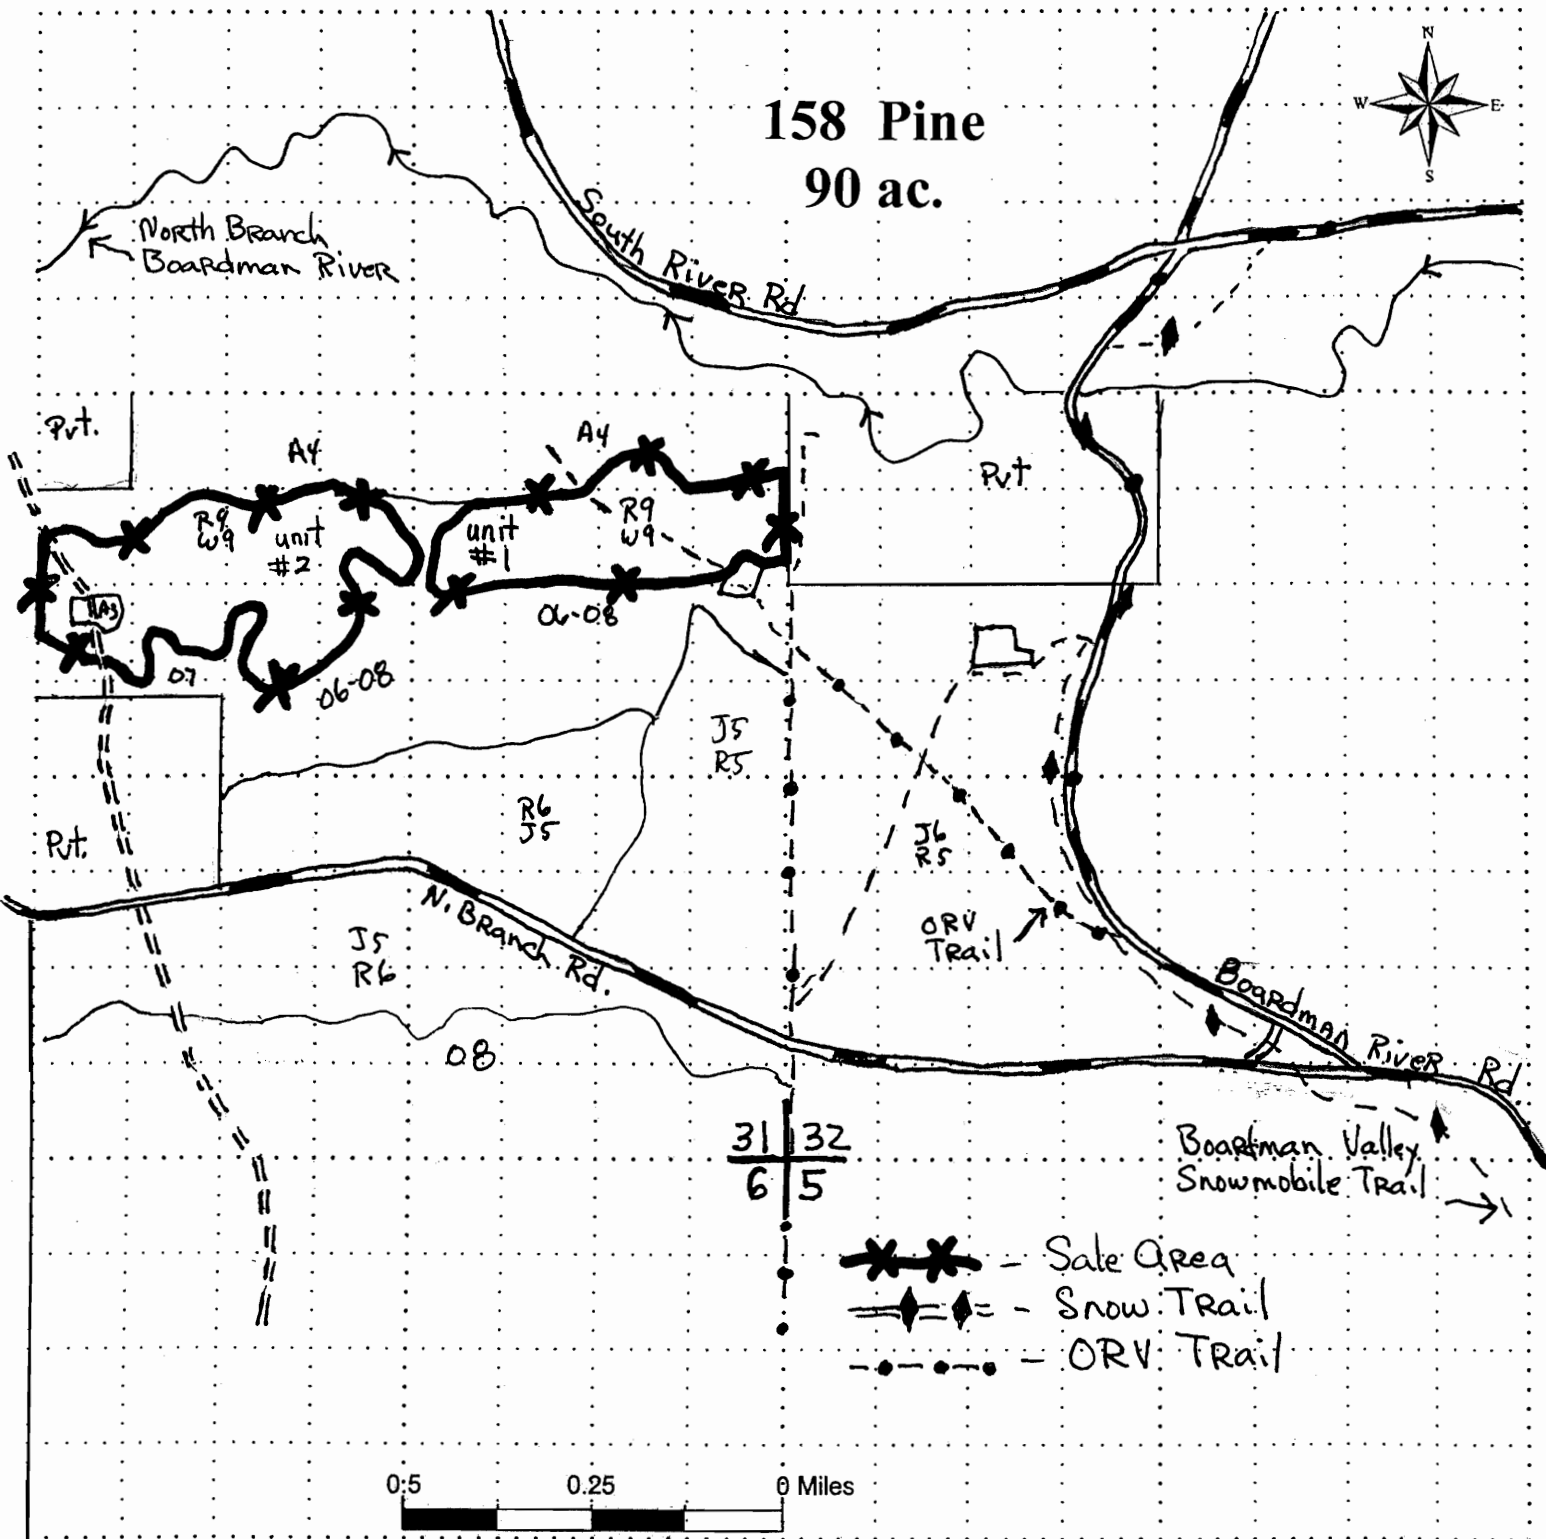 N
W E
S
158 Pine
90 ac.
South River Rd
North Branch
Boardman River
Pvt.
A4
A4
Pvt
R9
W9
unit
#2
unit
#1
R9
W9
A3
06-08
07
06-08
J5
R5
R6
J5
Pvt.
J6
R5
N. Branch Rd.
ORV
Trail
J5
R6
Boardman River Rd.
08
31 32
6 5
Boardman Valley
Snowmobile Trail
- Sale Area
- Snow Trail
- ORV Trail
0.5 0.25 0 Miles